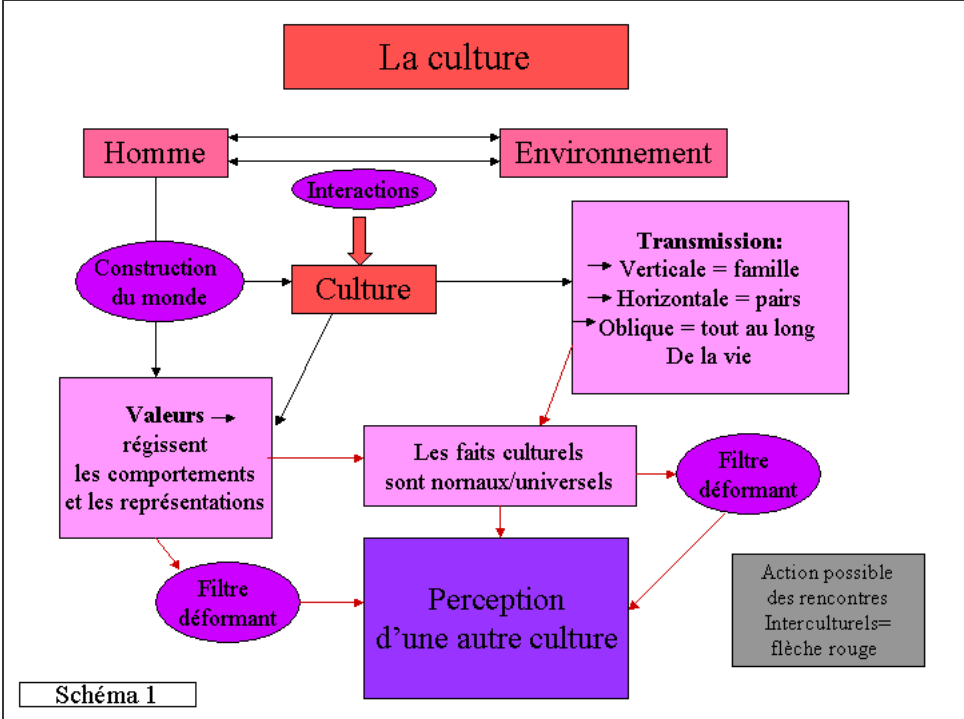 La culture
Homme
Environnement
Interactions
Construction
du monde
Culture
Transmission:
Verticale = famille
Horizontale = pairs
Oblique = tout au long
De la vie
Valeurs
régissent
les comportements
et les représentations
Les faits culturels
sont nornaux/universels
Filtre
déformant
Filtre
déformant
Perception
d’une autre culture
Action possible
des rencontres
Interculturels=
flèche rouge
Schéma 1